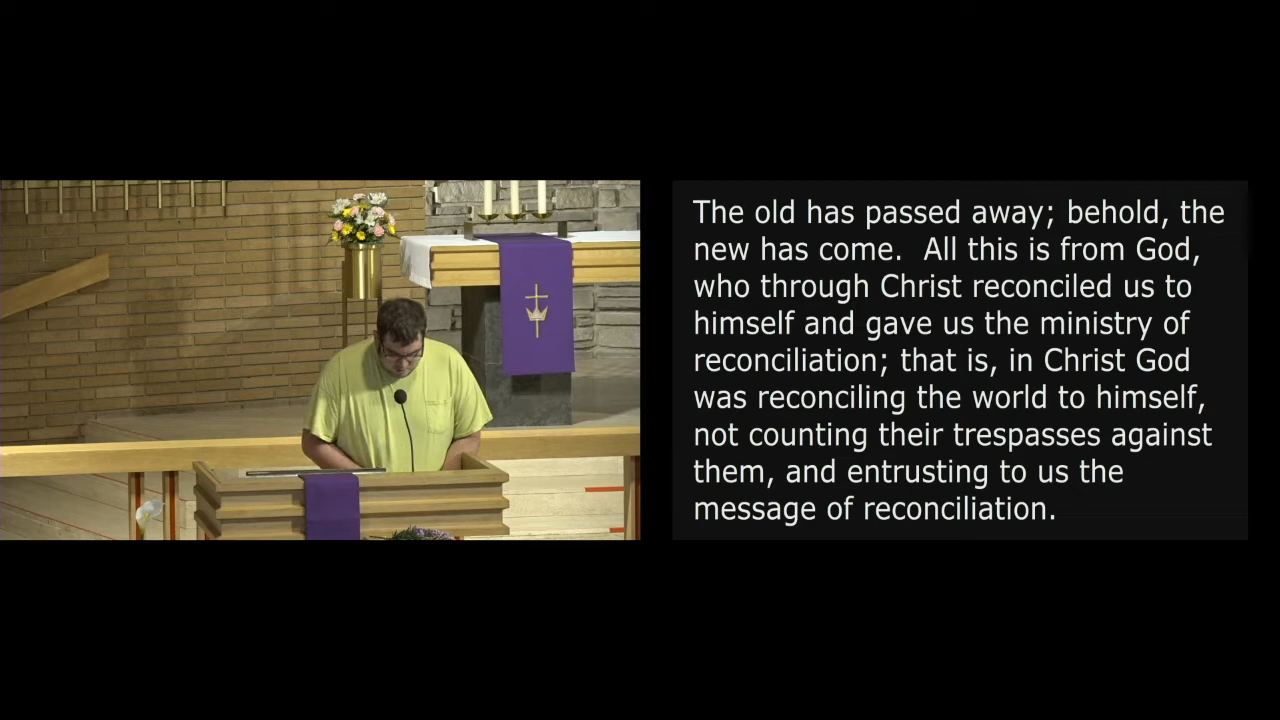 The old has passed away; behold, the
new has come.  All this is from God,
who through Christ reconciled us to
himself and gave us the ministry of
reconciliation; that is, in Christ God
was reconciling the world to himself,
not counting their trespasses against
them, and entrusting to us the
message of reconciliation.